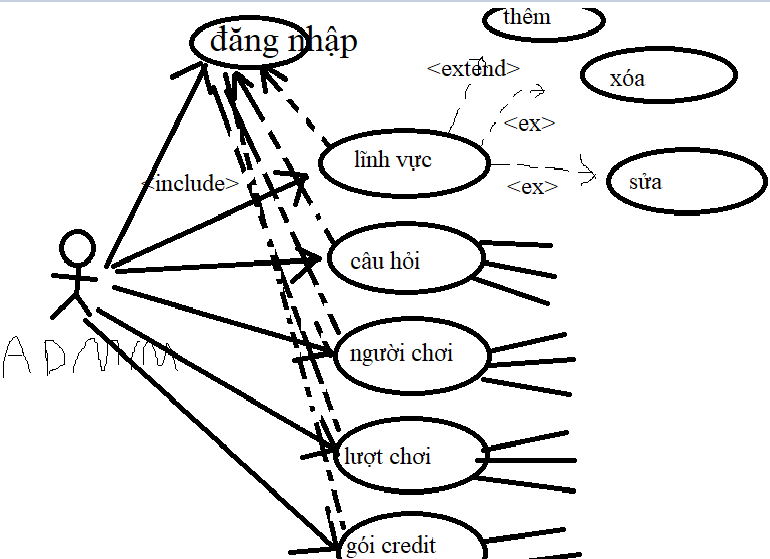 thêm
đăng nhập
<extend>
xóa
<ex>
lĩnh vực
<include>
<ex>
sửa
câu hỏi
ADMIM
người chơi
lượt chơi
gói credit